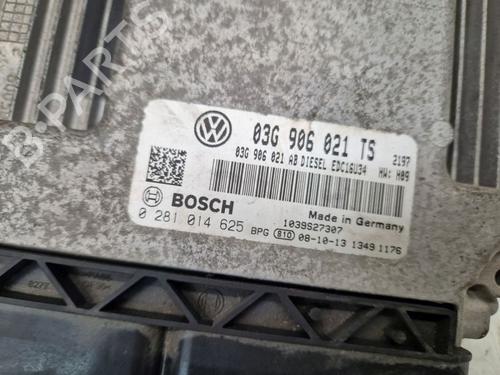 03G 906 021 TS 2197
03G 906 021 AB DIESEL EDC16U34 HW: H09
BOSCH
Made in Germany
1039S27307
0 281 014 625 BPG 810 08-10-13 1349 1176
B-PARTS